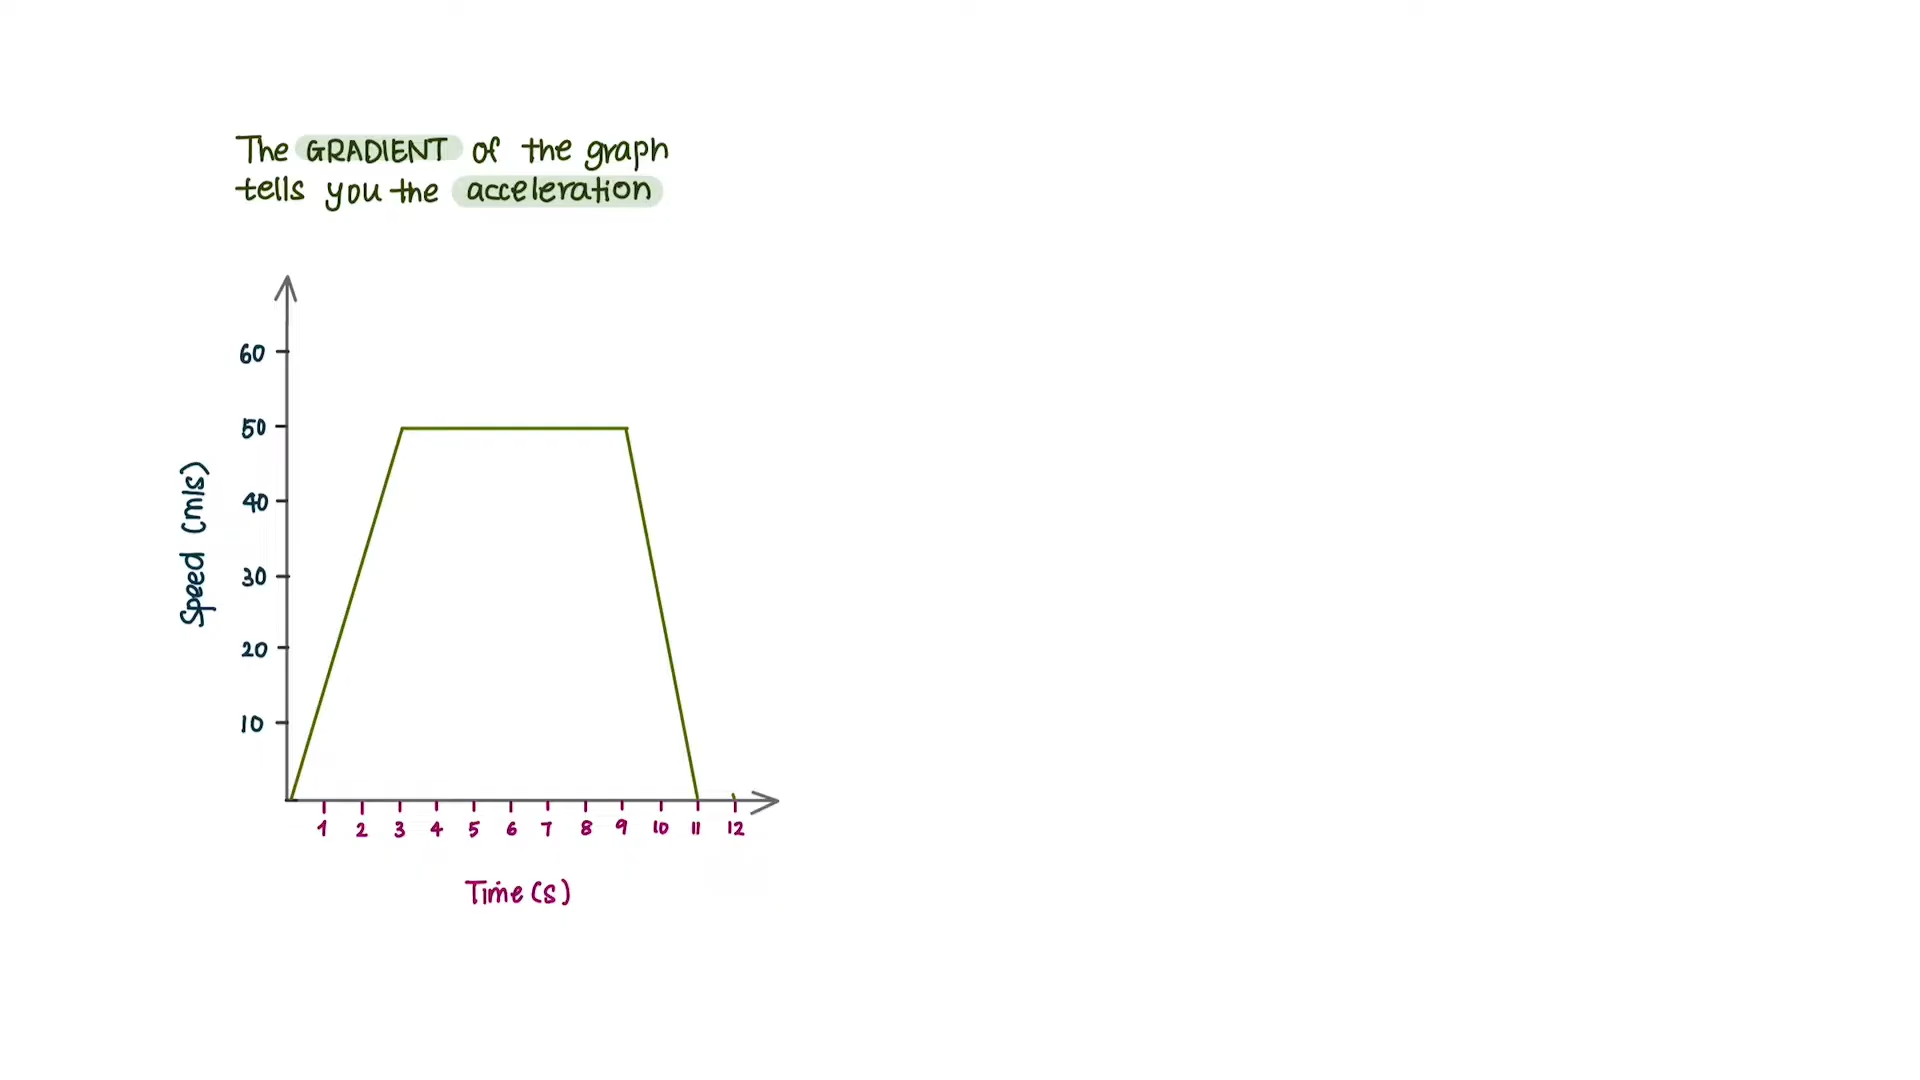 The GRADIENT of the graph
tells you the acceleration
60
50
40
30
20
10
Speed (m/s)
1 2 3 4 5 6 7 8 9 10 11 12
Time (s)